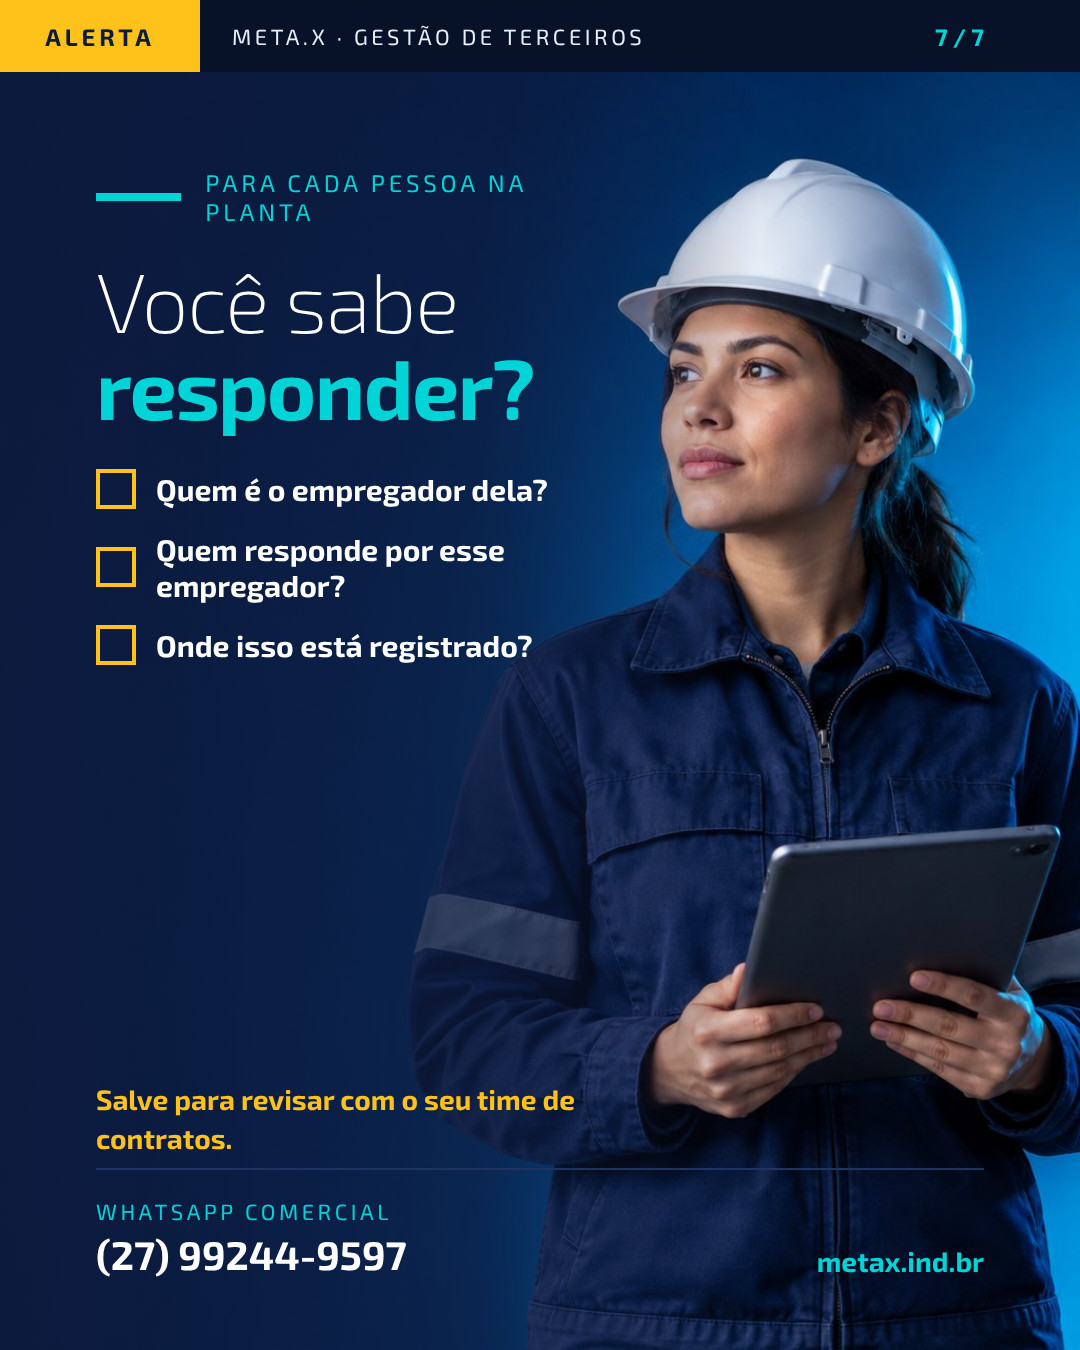 ALERTA
META.X · GESTÃO DE TERCEIROS
7/7
PARA CADA PESSOA NA
PLANTA
Você sabe
responder?
Quem é o empregador dela?
Quem responde por esse
empregador?
Onde isso está registrado?
Salve para revisar com o seu time de
contratos.
WHATSAPP COMERCIAL
(27) 99244-9597
metax.ind.br